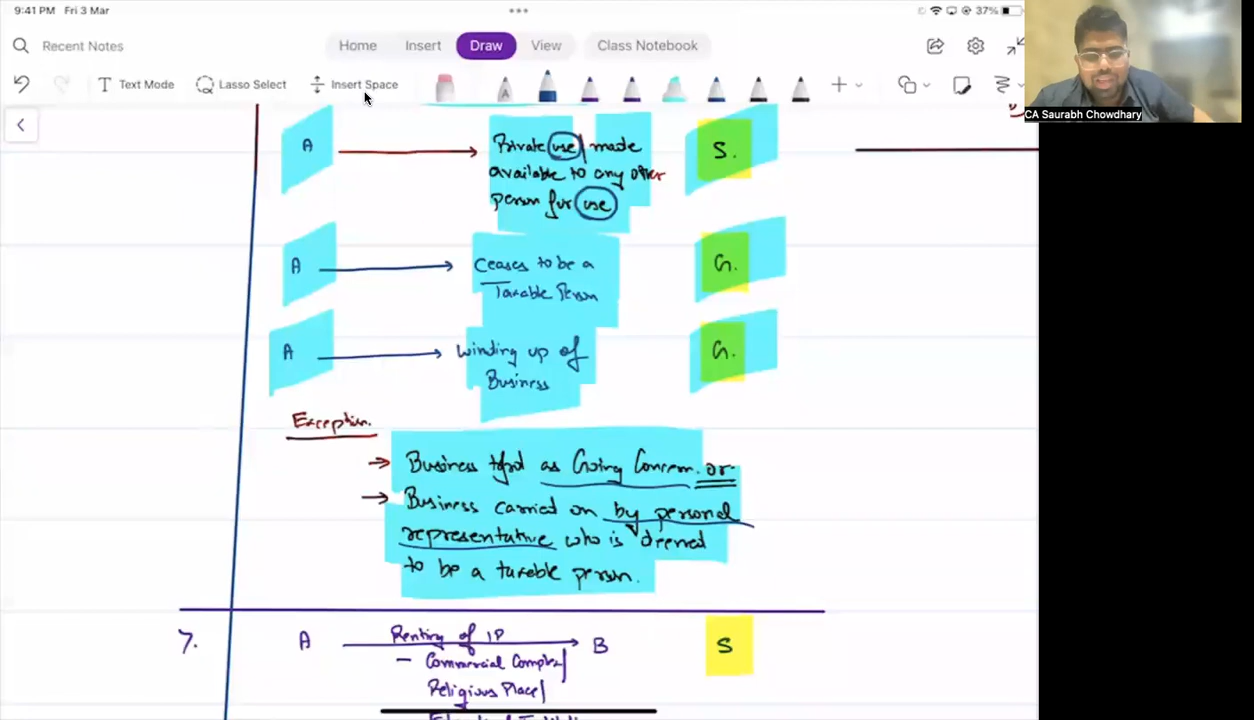 9:41 PM Fri 3 Mar
37%
Recent Notes
Home Insert Draw View Class Notebook
Text Mode Lasso Select Insert Space
CA Saurabh Chowdhary
A Private use/ made S.
available to any other
person for use
A Ceases to be a G.
Taxable Person
A Winding up of G.
Business
Exception.
→ Business tfrd as Going Concern. or
→ Business carried on by personal
representative who is deemed
to be a taxable person.
7. A Renting of IP B S
- Commercial Complex/
Religious Place/